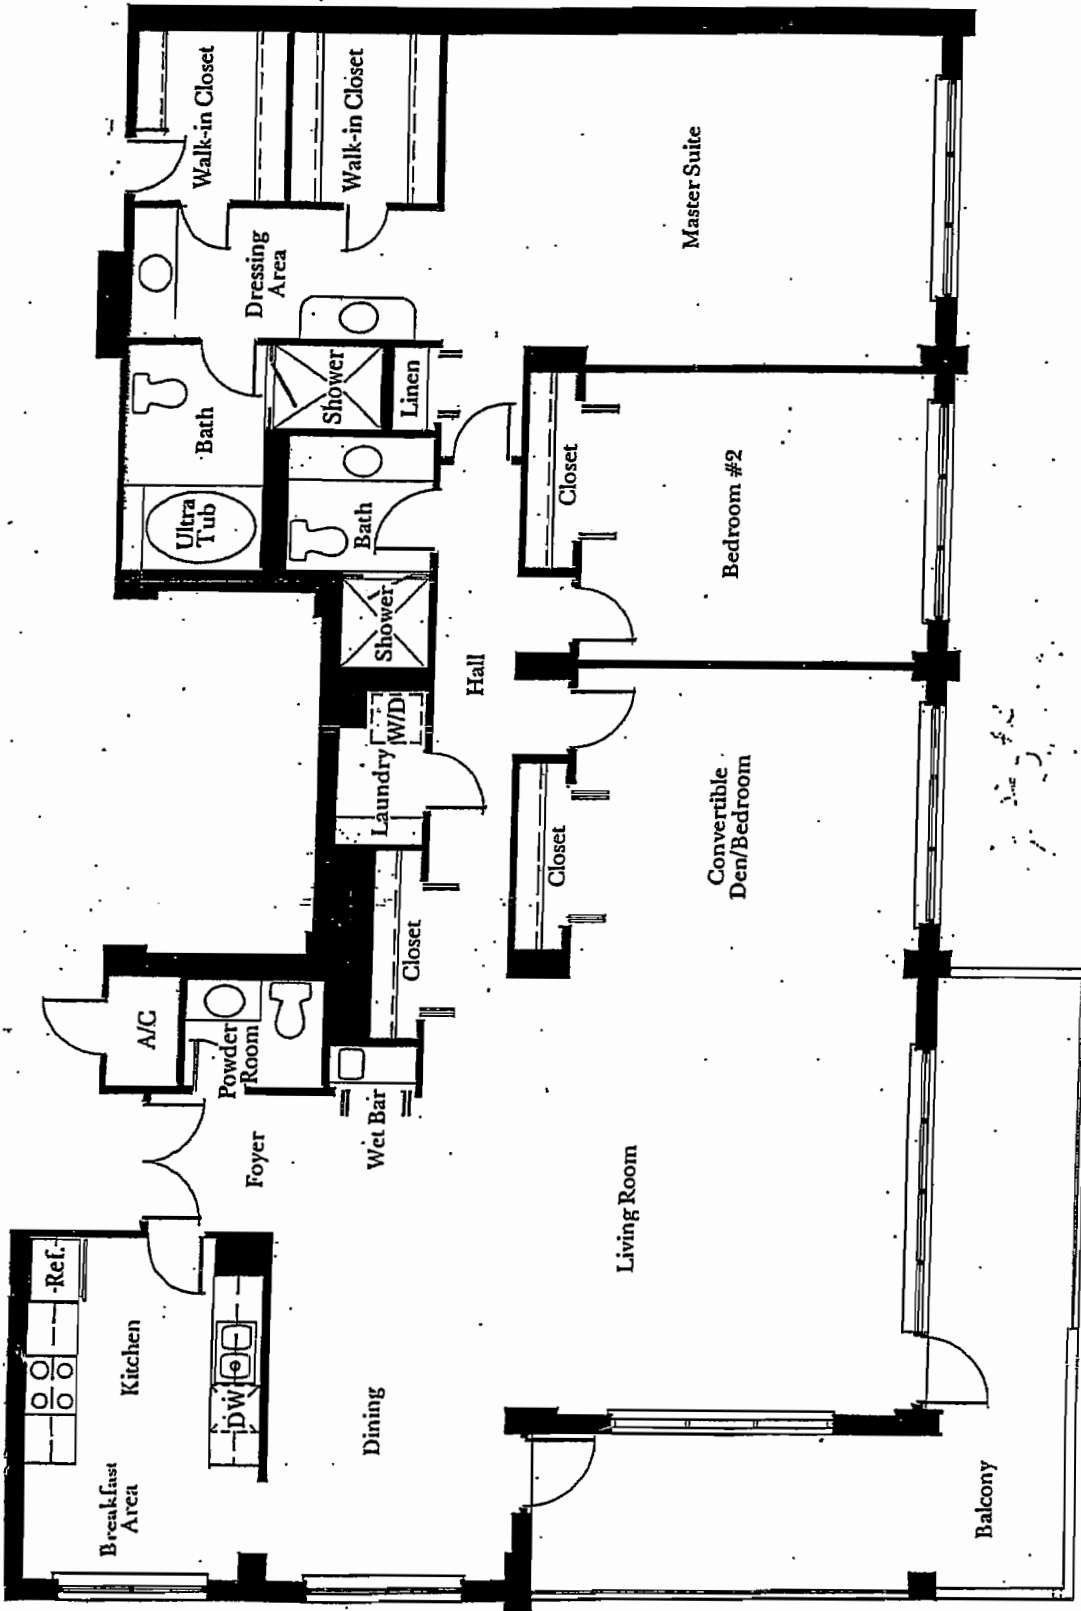 Walk-in Closet
Walk-in Closet
Master Suite
Dressing
Area
Bath
Shower
Linen
Ultra
Tub
Bath
Closet
Bedroom #2
Shower
Hall
W/D
Laundry
Closet
Closet
Convertible
Den/Bedroom
A/C
Powder
Room
Foyer
Wet Bar
Living Room
Ref.
Kitchen
DW
Dining
Breakfast
Area
Balcony